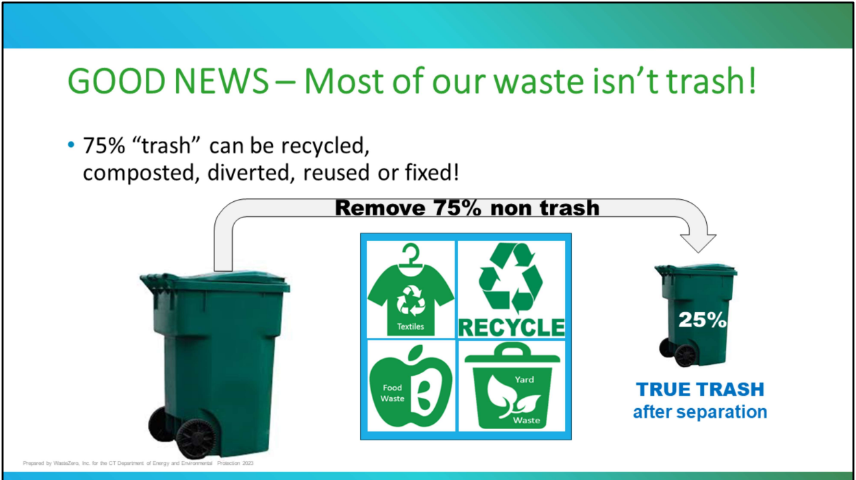 GOOD NEWS – Most of our waste isn't trash!
• 75% "trash" can be recycled,
composted, diverted, reused or fixed!
Remove 75% non trash
Textiles
RECYCLE
Food
Waste
Yard
Waste
25%
TRUE TRASH
after separation
Prepared by WasteZero, Inc. for the CT Department of Energy and Environmental Protection 2022